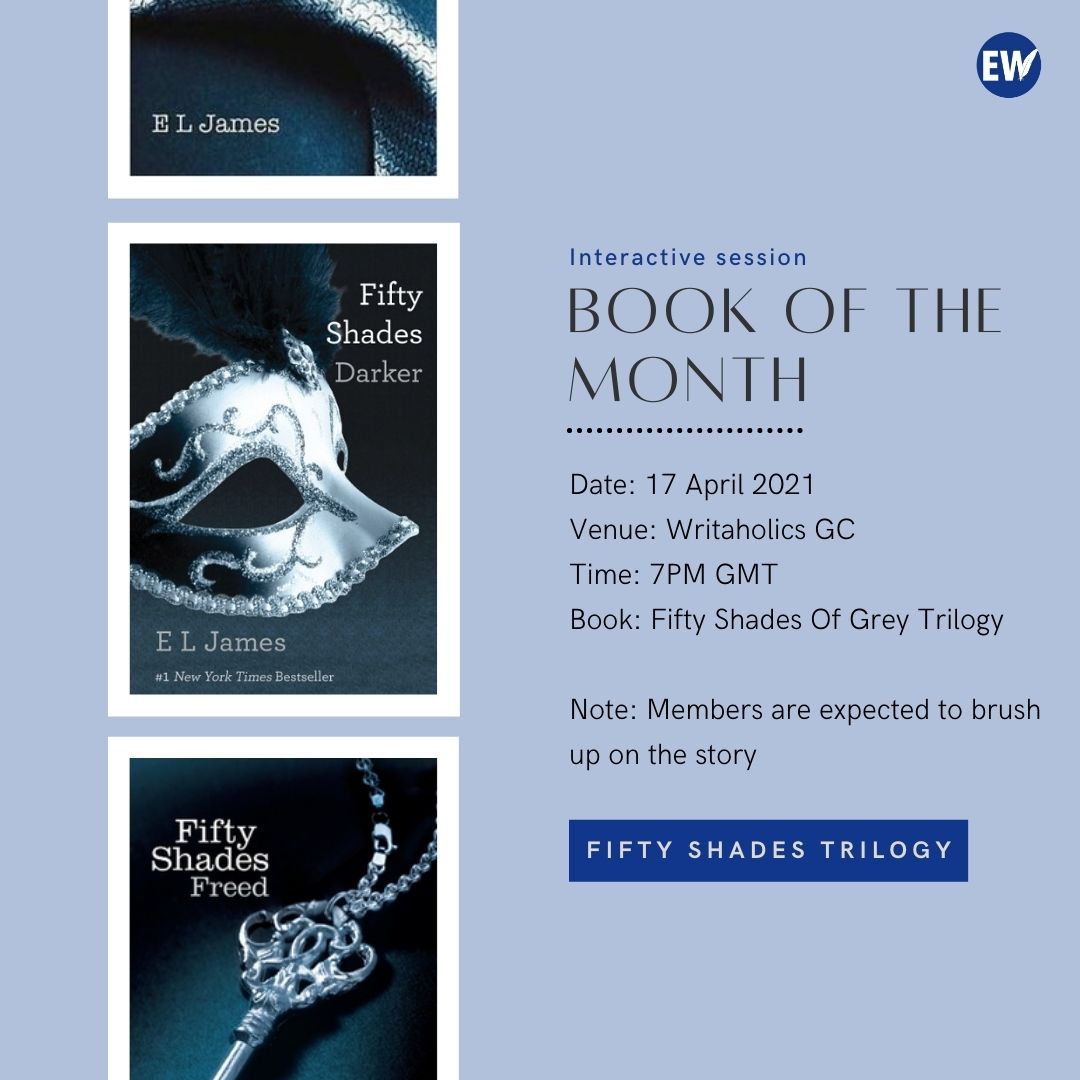 E L James
Fifty
Shades
Darker
E L James
#1 New York Times Bestseller
Fifty
Shades
Freed
EW
Interactive session
BOOK OF THE
MONTH
Date: 17 April 2021
Venue: Writaholics GC
Time: 7PM GMT
Book: Fifty Shades Of Grey Trilogy
Note: Members are expected to brush
up on the story
FIFTY SHADES TRILOGY